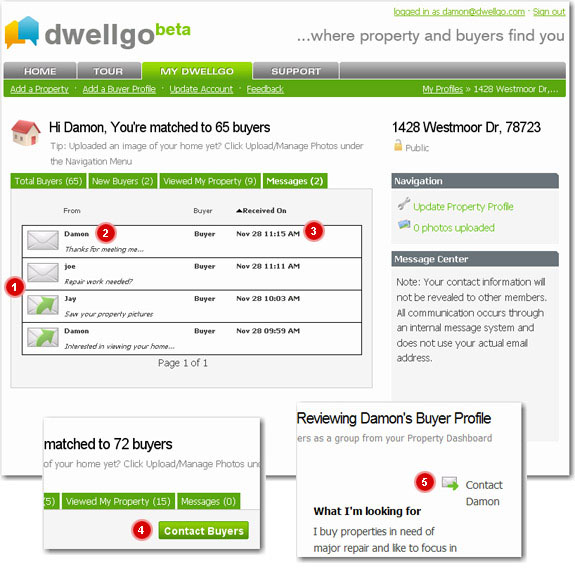 logged in as damon@dwellgo.com · Sign out
dwellgo beta
...where property and buyers find you
HOME TOUR MY DWELLGO SUPPORT
Add a Property · Add a Buyer Profile · Update Account · Feedback
My Profiles » 1428 Westmoor Dr,...
Hi Damon, You're matched to 65 buyers
Tip: Uploaded an image of your home yet? Click Upload/Manage Photos under
the Navigation Menu
Total Buyers (65) New Buyers (2) Viewed My Property (9) Messages (2)
From Buyer Received On
Damon 2 Buyer Nov 28 11:15 AM 3
Thanks for meeting me...
joe Buyer Nov 28 11:11 AM
Repair work needed?
1
Jay Buyer Nov 28 10:03 AM
Saw your property pictures
Damon Buyer Nov 28 09:59 AM
Interested in viewing your home...
Page 1 of 1
1428 Westmoor Dr, 78723
Public
Navigation
Update Property Profile
0 photos uploaded
Message Center
Note: Your contact information will
not be revealed to other members.
All communication occurs through
an internal message system and
does not use your actual email
address.
matched to 72 buyers
of your home yet? Click Upload/Manage Photos un
5) Viewed My Property (15) Messages (0)
4 Contact Buyers
Reviewing Damon's Buyer Profile
ers as a group from your Property Dashboard
5 Contact
Damon
What I'm looking for
I buy properties in need of
major repair and like to focus in